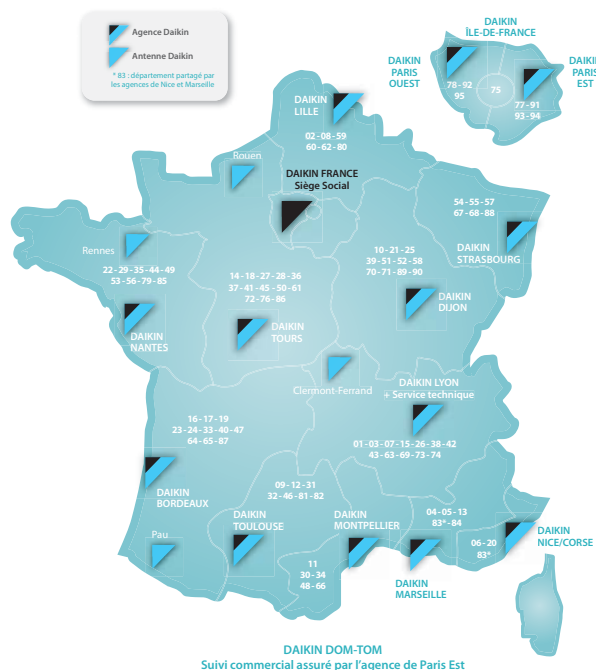 Agence Daikin
Antenne Daikin
* 83 : département partagé par
les agences de Nice et Marseille
DAIKIN
ÎLE-DE-FRANCE
DAIKIN
PARIS
OUEST
DAIKIN
PARIS
EST
78 - 92
95
75
77-91
93-94
DAIKIN
LILLE
02-08-59
60-62-80
Rouen
DAIKIN FRANCE
Siège Social
54-55-57
67-68-88
DAIKIN
STRASBOURG
Rennes
22-29-35-44-49
53-56-79-85
14-18-27-28-36
37-41-45-50-61
72-76-86
10-21-25
39-51-52-58
70-71-89-90
DAIKIN
DIJON
DAIKIN
NANTES
DAIKIN
TOURS
Clermont-Ferrand
DAIKIN LYON
+ Service technique
16-17-19
23-24-33-40-47
64-65-87
01-03-07-15-26-38-42
43-63-69-73-74
DAIKIN
BORDEAUX
09-12-31
32-46-81-82
DAIKIN
TOULOUSE
DAIKIN
MONTPELLIER
04-05-13
83*-84
Pau
11
30-34
48-66
DAIKIN
MARSEILLE
06-20
83*
DAIKIN
NICE/CORSE
DAIKIN DOM-TOM
Suivi commercial assuré par l'agence de Paris Est